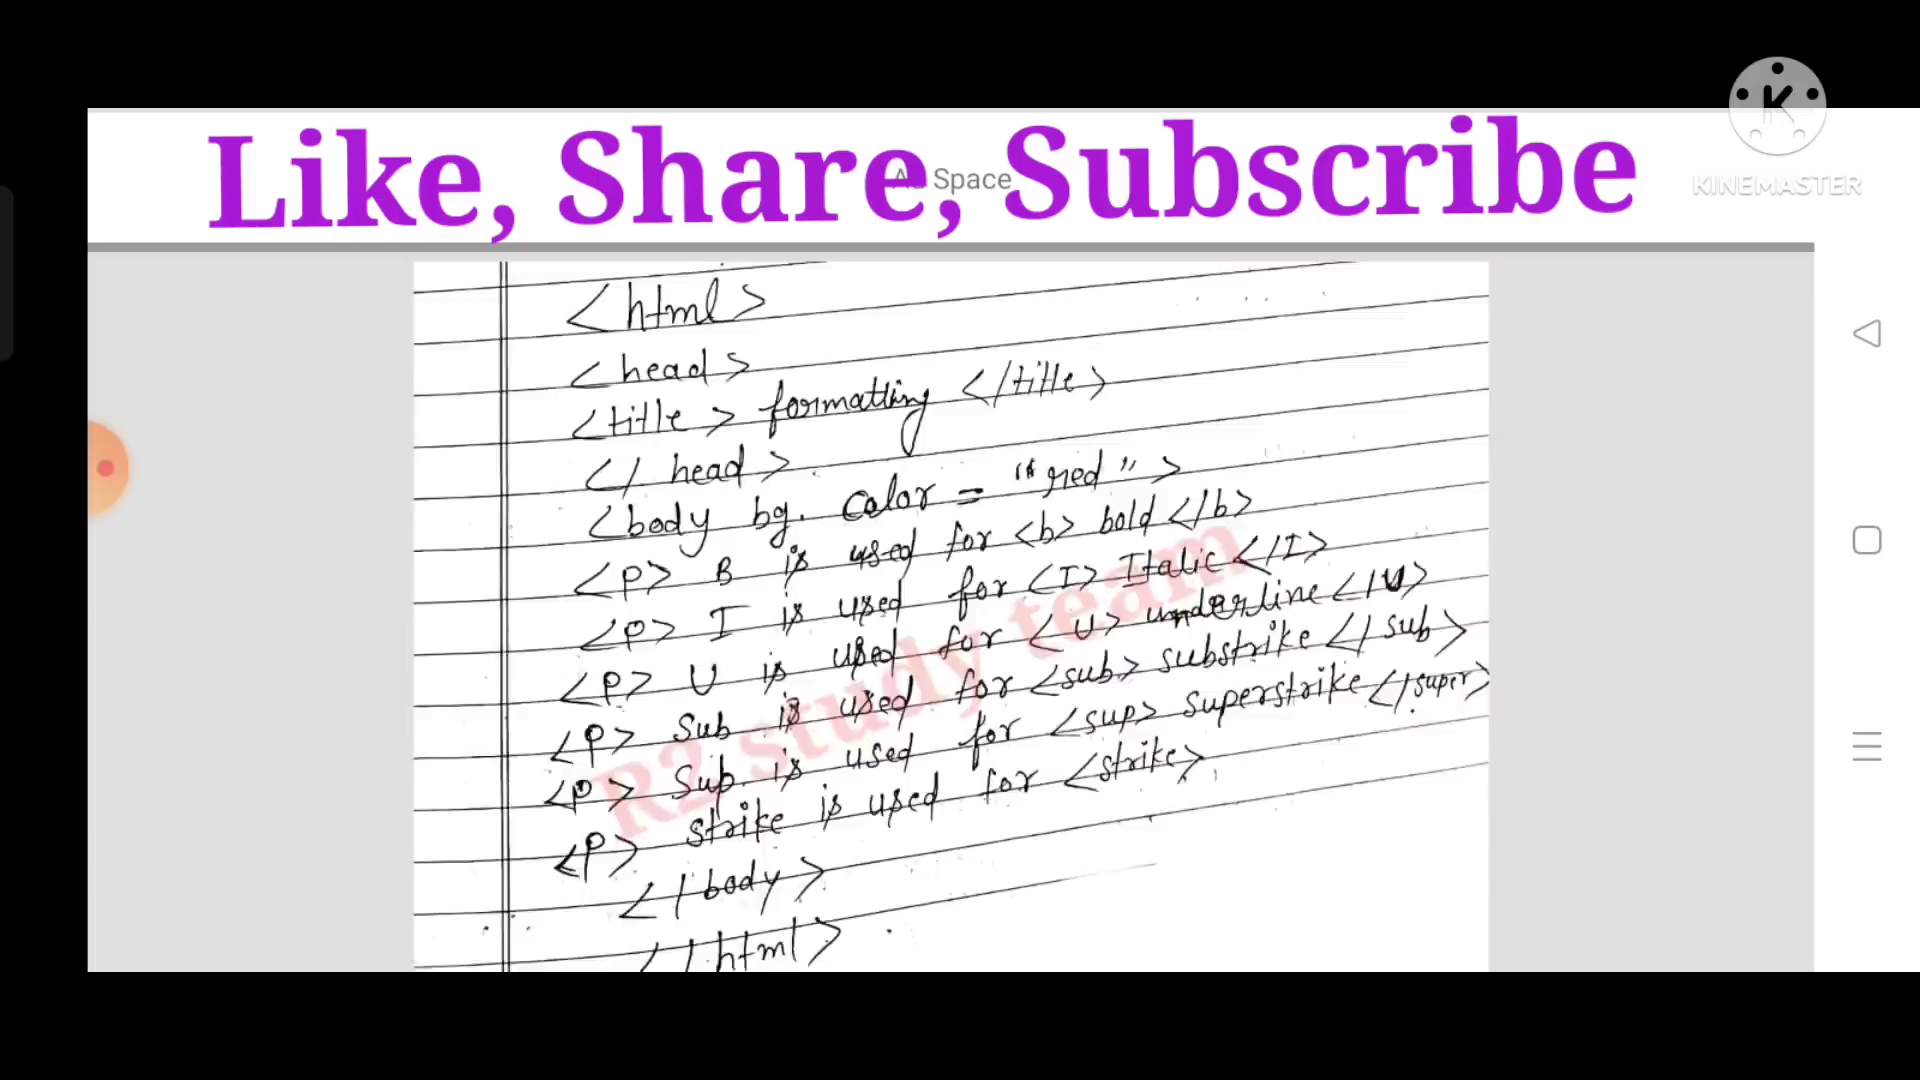 Like, Share, Subscribe
Ad Space
KINEMASTER
<html>
<head>
<title> formatting </title>
</ head>
<body bg. color = "red" >
<p> B is used for <b> bold </b>
<p> I is used for <I> Italic </I>
<p> U is used for <U> underline </U>
<p> Sub is used for <sub> substrike </sub>
<p> Sup. is used for <sup> superstrike </super>
<p> strike is used for <strike>
</body>
</html>
R2 study team